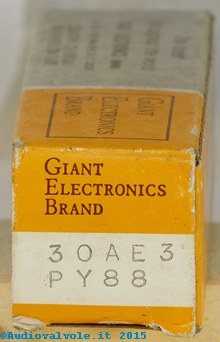 GIANT
ELECTRONICS
BRAND
GIANT
ELECTRONICS
BRAND
30AE3
PY88
©Audiovalvole.it 2015